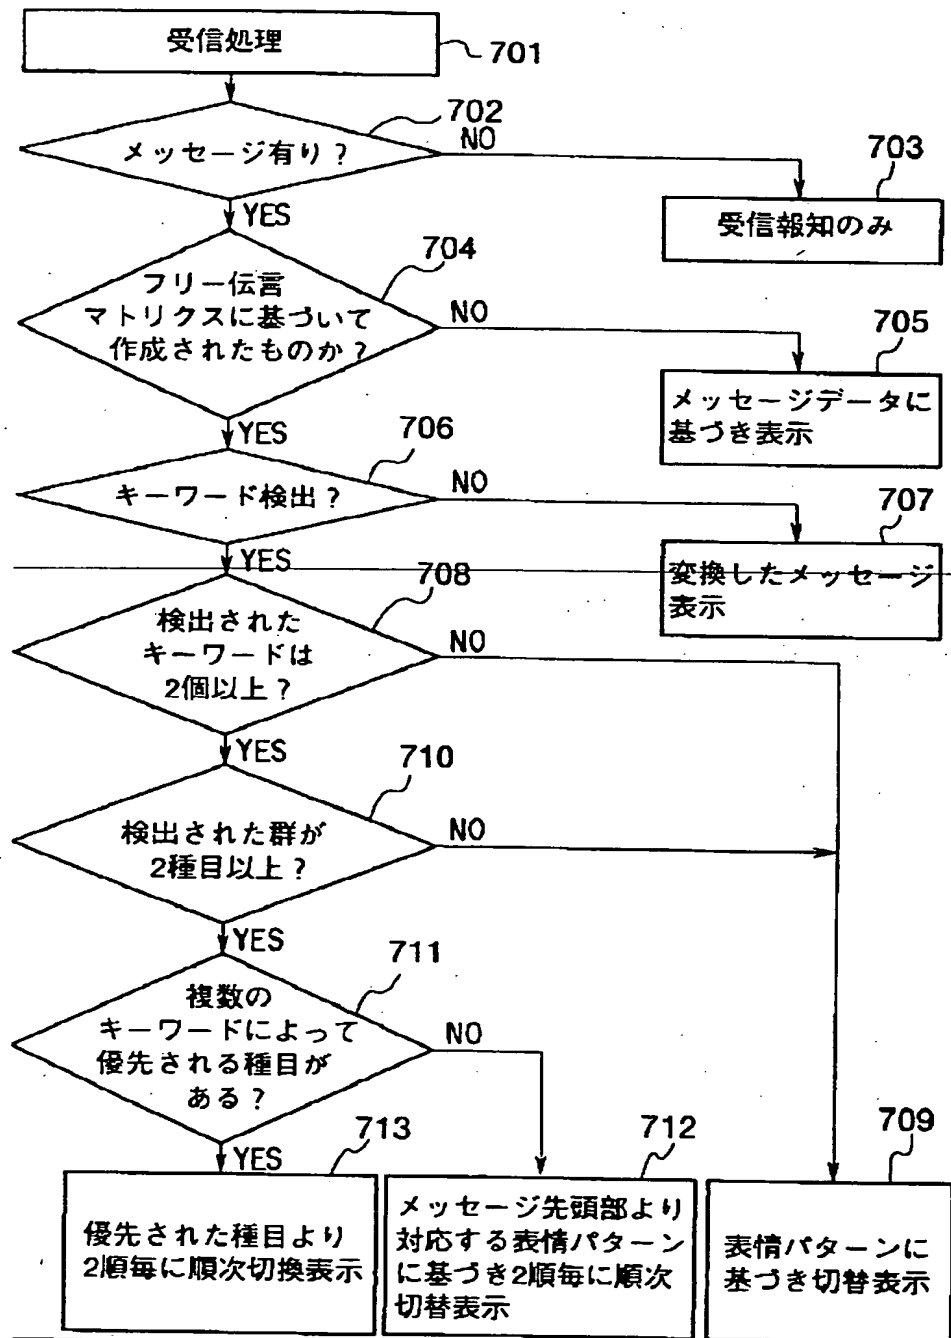 受信処理
701
702
メッセージ有り?
NO
703
受信報知のみ
YES
704
フリー伝言
マトリクスに基づいて
作成されたものか?
NO
705
メッセージデータに
基づき表示
YES
706
キーワード検出?
NO
707
変換したメッセージ
表示
YES
708
検出された
キーワードは
2個以上?
NO
YES
710
検出された群が
2種目以上?
NO
YES
711
複数の
キーワードによって
優先される種目が
ある?
NO
YES
713
優先された種目より
2順毎に順次切換表示
712
メッセージ先頭部より
対応する表情パターン
に基づき2順毎に順次
切替表示
709
表情パターンに
基づき切替表示